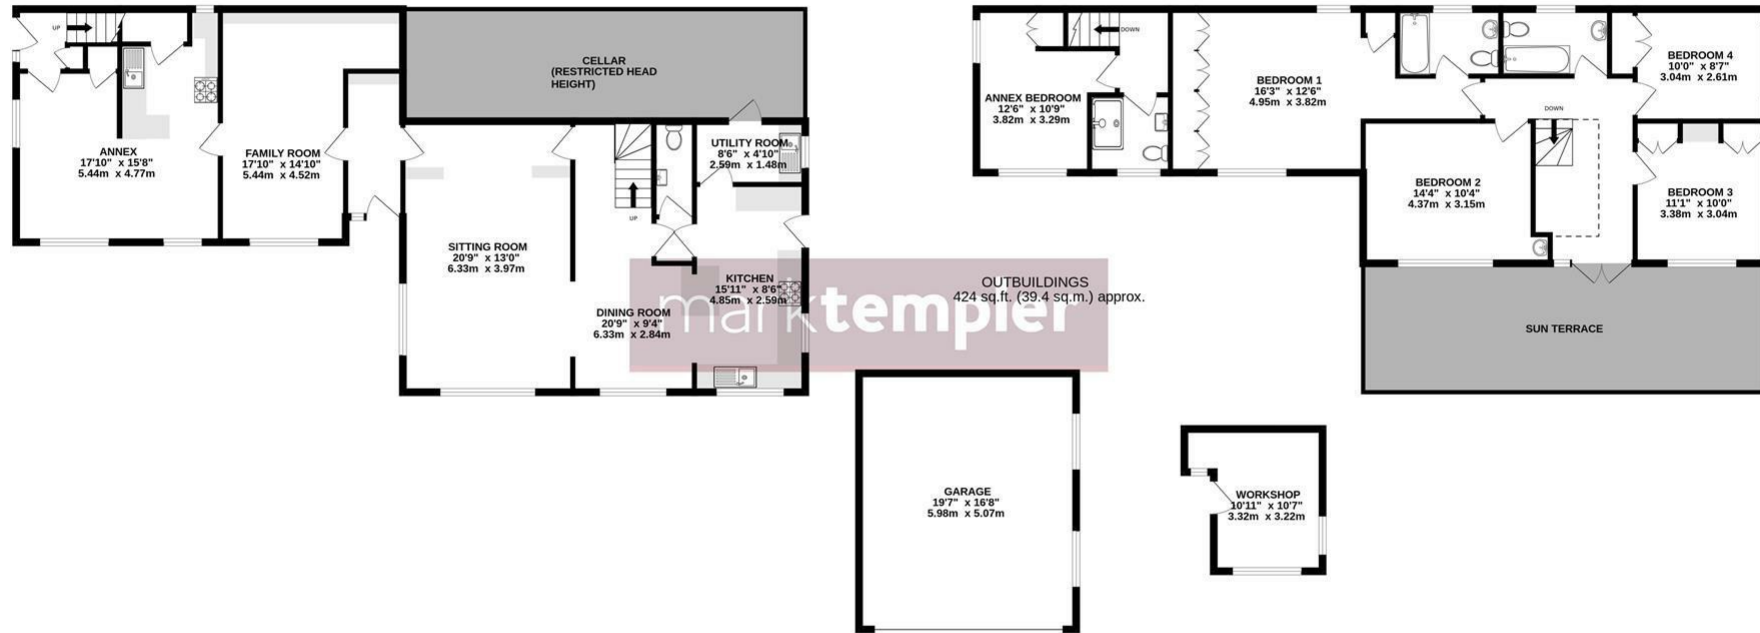 UP
ANNEX
17'10" x 15'8"
5.44m x 4.77m
FAMILY ROOM
17'10" x 14'10"
5.44m x 4.52m
CELLAR
(RESTRICTED HEAD
HEIGHT)
SITTING ROOM
20'9" x 13'0"
6.33m x 3.97m
UP
UTILITY ROOM
8'6" x 4'10"
2.59m x 1.48m
KITCHEN
15'11" x 8'6"
4.85m x 2.59m
DINING ROOM
20'9" x 9'4"
6.33m x 2.84m
marktempler
DOWN
ANNEX BEDROOM
12'6" x 10'9"
3.82m x 3.29m
BEDROOM 1
16'3" x 12'6"
4.95m x 3.82m
BEDROOM 4
10'0" x 8'7"
3.04m x 2.61m
DOWN
BEDROOM 2
14'4" x 10'4"
4.37m x 3.15m
BEDROOM 3
11'1" x 10'0"
3.38m x 3.04m
SUN TERRACE
OUTBUILDINGS
424 sq.ft. (39.4 sq.m.) approx.
GARAGE
19'7" x 16'8"
5.98m x 5.07m
WORKSHOP
10'11" x 10'7"
3.32m x 3.22m